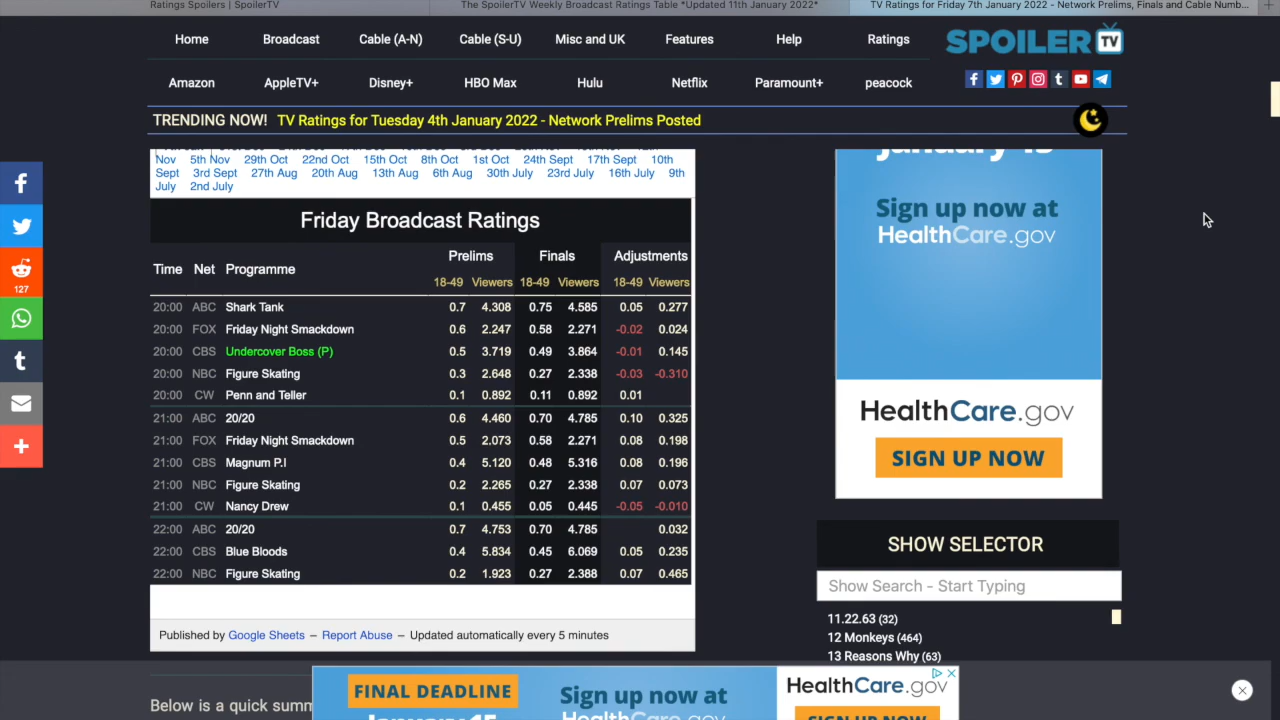 Ratings Spoilers | SpoilerTV
The SpoilerTV Weekly Broadcast Ratings Table *Updated 11th January 2022*
TV Ratings for Friday 7th January 2022 - Network Prelims, Finals and Cable Numb...
Home Broadcast Cable (A-N) Cable (S-U) Misc and UK Features Help Ratings
SPOILER TV
Amazon AppleTV+ Disney+ HBO Max Hulu Netflix Paramount+ peacock
TRENDING NOW! TV Ratings for Tuesday 4th January 2022 - Network Prelims Posted
Nov 5th Nov 29th Oct 22nd Oct 15th Oct 8th Oct 1st Oct 24th Sept 17th Sept 10th
Sept 3rd Sept 27th Aug 20th Aug 13th Aug 6th Aug 30th July 23rd July 16th July 9th
July 2nd July
Friday Broadcast Ratings
Prelims Finals Adjustments
Time Net Programme
18-49 Viewers 18-49 Viewers 18-49 Viewers
20:00 ABC Shark Tank 0.7 4.308 0.75 4.585 0.05 0.277
20:00 FOX Friday Night Smackdown 0.6 2.247 0.58 2.271 -0.02 0.024
20:00 CBS Undercover Boss (P) 0.5 3.719 0.49 3.864 -0.01 0.145
20:00 NBC Figure Skating 0.3 2.648 0.27 2.338 -0.03 -0.310
20:00 CW Penn and Teller 0.1 0.892 0.11 0.892 0.01
21:00 ABC 20/20 0.6 4.460 0.70 4.785 0.10 0.325
21:00 FOX Friday Night Smackdown 0.5 2.073 0.58 2.271 0.08 0.198
21:00 CBS Magnum P.I 0.4 5.120 0.48 5.316 0.08 0.196
21:00 NBC Figure Skating 0.2 2.265 0.27 2.338 0.07 0.073
21:00 CW Nancy Drew 0.1 0.455 0.05 0.445 -0.05 -0.010
22:00 ABC 20/20 0.7 4.753 0.70 4.785 0.032
22:00 CBS Blue Bloods 0.4 5.834 0.45 6.069 0.05 0.235
22:00 NBC Figure Skating 0.2 1.923 0.27 2.388 0.07 0.465
Published by Google Sheets – Report Abuse – Updated automatically every 5 minutes
127
January 15
Sign up now at
HealthCare.gov
HealthCare.gov
SIGN UP NOW
SHOW SELECTOR
Show Search - Start Typing
11.22.63 (32)
12 Monkeys (464)
13 Reasons Why (63)
Below is a quick summ
FINAL DEADLINE
January 15
Sign up now at
HealthCare.gov
HealthCare.gov
SIGN UP NOW